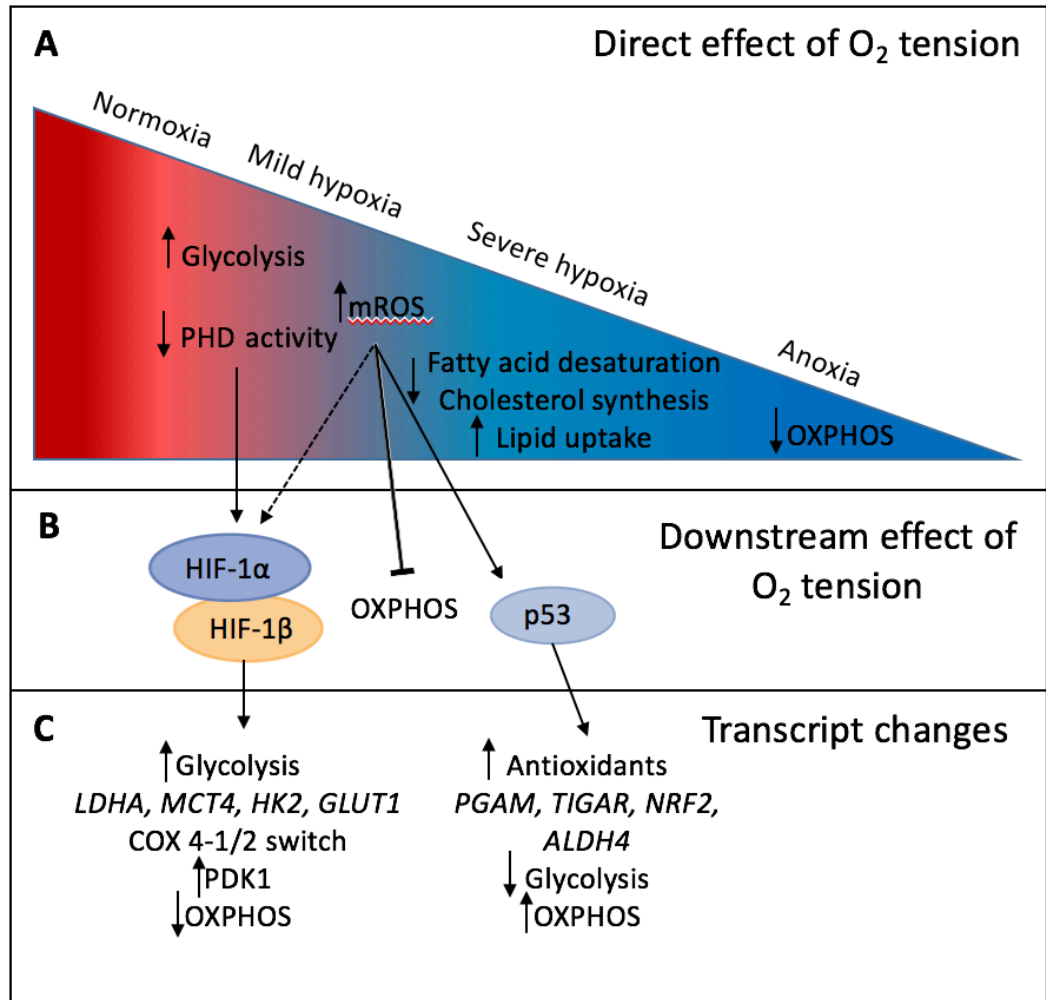 A
Direct effect of O₂ tension
Normoxia
Mild hypoxia
Severe hypoxia
Anoxia
↑ Glycolysis
↓ PHD activity
↑ mROS
↓ Fatty acid desaturation
Cholesterol synthesis
↑ Lipid uptake
↓ OXPHOS
B
Downstream effect of
O₂ tension
HIF-1α
HIF-1β
OXPHOS
p53
C
Transcript changes
↑ Glycolysis
LDHA, MCT4, HK2, GLUT1
COX 4-1/2 switch
↑ PDK1
↓ OXPHOS
↑ Antioxidants
PGAM, TIGAR, NRF2,
ALDH4
↓ Glycolysis
↑ OXPHOS